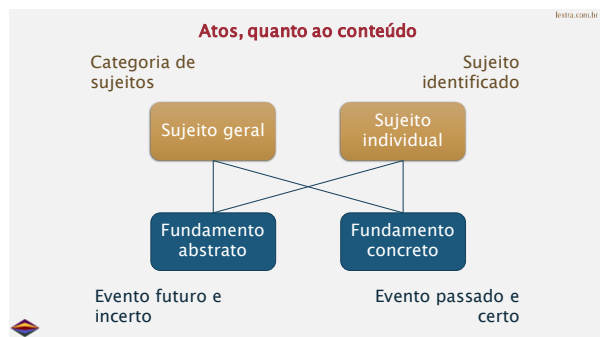 lextra.com.br
Atos, quanto ao conteúdo
Categoria de
sujeitos
Sujeito
identificado
Sujeito geral
Sujeito
individual
Fundamento
abstrato
Fundamento
concreto
Evento futuro e
incerto
Evento passado e
certo